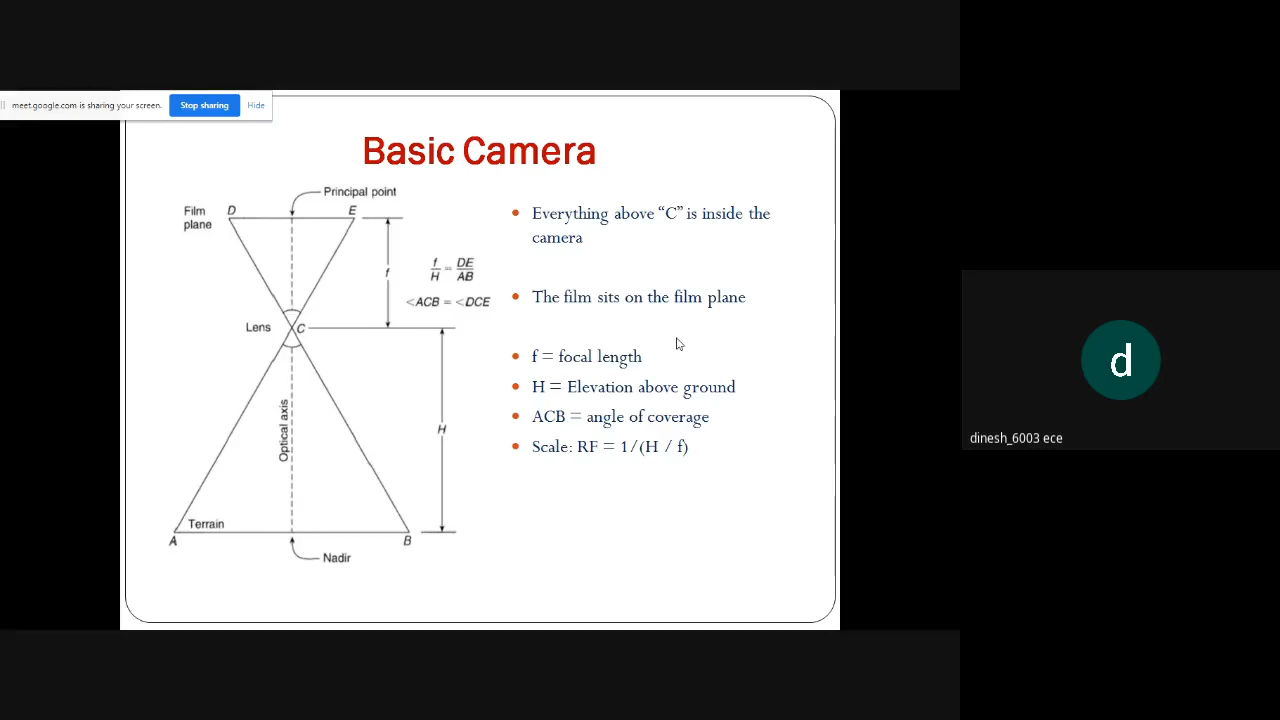 meet.google.com is sharing your screen.
Stop sharing
Hide
Basic Camera
Principal point
Film
plane
D
E
f
f/H = DE/AB
<ACB = <DCE
Lens
C
Optical axis
H
Terrain
A
B
Nadir
• Everything above “C” is inside the
camera
• The film sits on the film plane
• f = focal length
• H = Elevation above ground
• ACB = angle of coverage
• Scale: RF = 1/(H / f)
d
dinesh_6003 ece